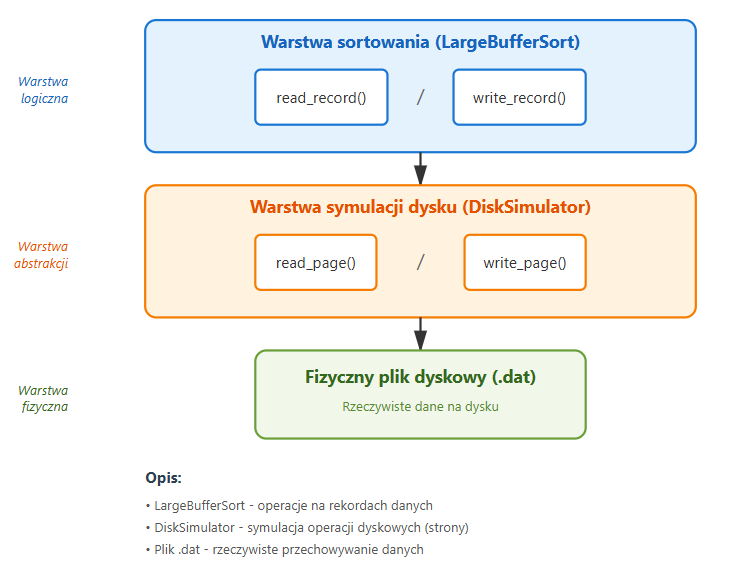 Warstwa sortowania (LargeBufferSort)
Warstwa
logiczna
read_record()
/
write_record()
Warstwa symulacji dysku (DiskSimulator)
Warstwa
abstrakcji
read_page()
/
write_page()
Fizyczny plik dyskowy (.dat)
Warstwa
fizyczna
Rzeczywiste dane na dysku
Opis:
• LargeBufferSort - operacje na rekordach danych
• DiskSimulator - symulacja operacji dyskowych (strony)
• Plik .dat - rzeczywiste przechowywanie danych